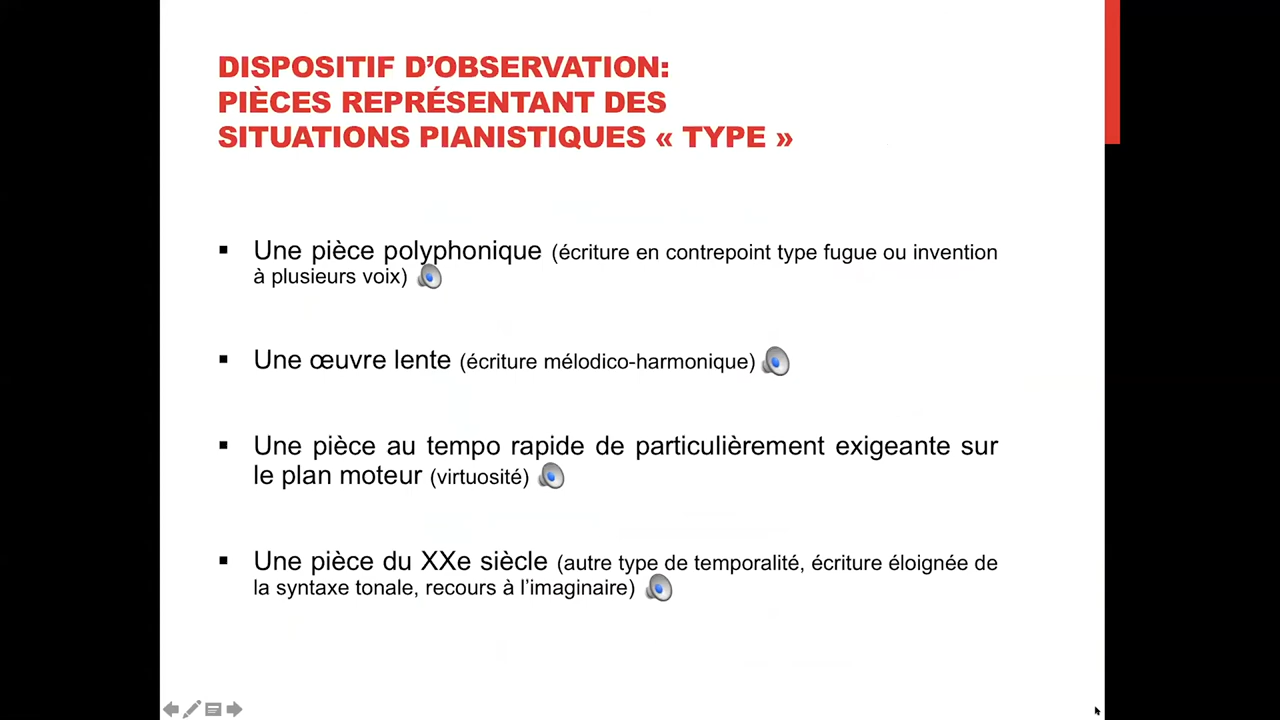 DISPOSITIF D’OBSERVATION:
PIÈCES REPRÉSENTANT DES
SITUATIONS PIANISTIQUES « TYPE »
▪ Une pièce polyphonique (écriture en contrepoint type fugue ou invention
à plusieurs voix)
▪ Une œuvre lente (écriture mélodico-harmonique)
▪ Une pièce au tempo rapide de particulièrement exigeante sur
le plan moteur (virtuosité)
▪ Une pièce du XXe siècle (autre type de temporalité, écriture éloignée de
la syntaxe tonale, recours à l’imaginaire)